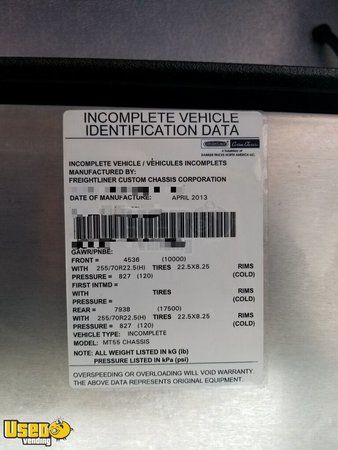 INCOMPLETE VEHICLE
IDENTIFICATION DATA
INCOMPLETE VEHICLE / VÉHICULES INCOMPLETS
MANUFACTURED BY:
FREIGHTLINER CUSTOM CHASSIS CORPORATION
DATE OF MANUFACTURE: APRIL 2013
GAWR/PNBE:
FRONT = 4536 (10000)
WITH 255/70R22.5(H) TIRES 22.5X8.25 RIMS
PRESSURE = 827 (120) (COLD)
FIRST INTMD =
WITH TIRES RIMS
PRESSURE = (COLD)
REAR = 7938 (17500)
WITH 255/70R22.5(H) TIRES 22.5X8.25 RIMS
PRESSURE = 827 (120) (COLD)
VEHICLE TYPE: INCOMPLETE
MODEL: MT55 CHASSIS
NOTE: ALL WEIGHT LISTED IN kG (lb)
PRESSURE LISTED IN kPa (psi)
OVERSPEEDING OR OVERLOADING WILL VOID WARRANTY.
THE ABOVE DATA REPRESENTS ORIGINAL EQUIPMENT.
Used
vending